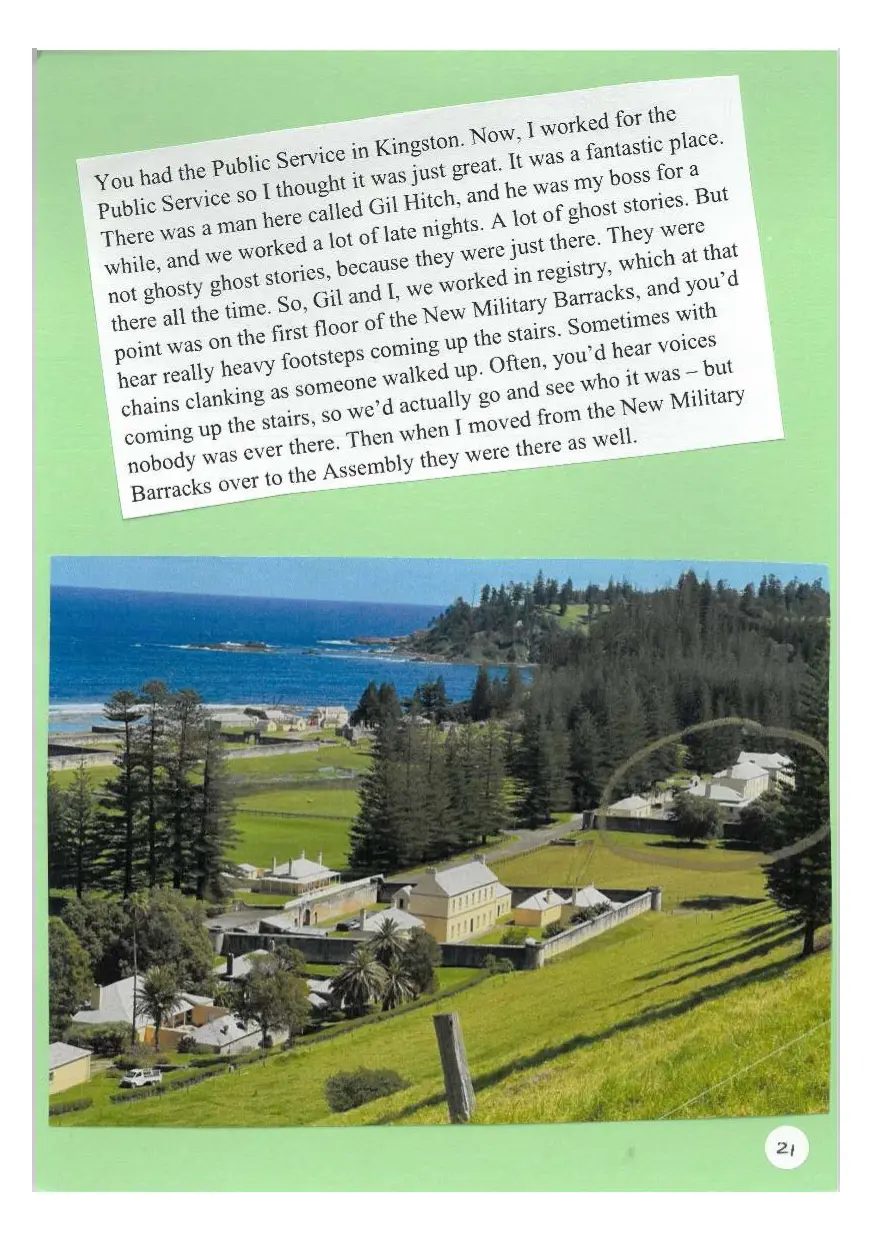 You had the Public Service in Kingston. Now, I worked for the
Public Service so I thought it was just great. It was a fantastic place.
There was a man here called Gil Hitch, and he was my boss for a
while, and we worked a lot of late nights. A lot of ghost stories. But
not ghosty ghost stories, because they were just there. They were
there all the time. So, Gil and I, we worked in registry, which at that
point was on the first floor of the New Military Barracks, and you’d
hear really heavy footsteps coming up the stairs. Sometimes with
chains clanking as someone walked up. Often, you’d hear voices
coming up the stairs, so we’d actually go and see who it was – but
nobody was ever there. Then when I moved from the New Military
Barracks over to the Assembly they were there as well.
21